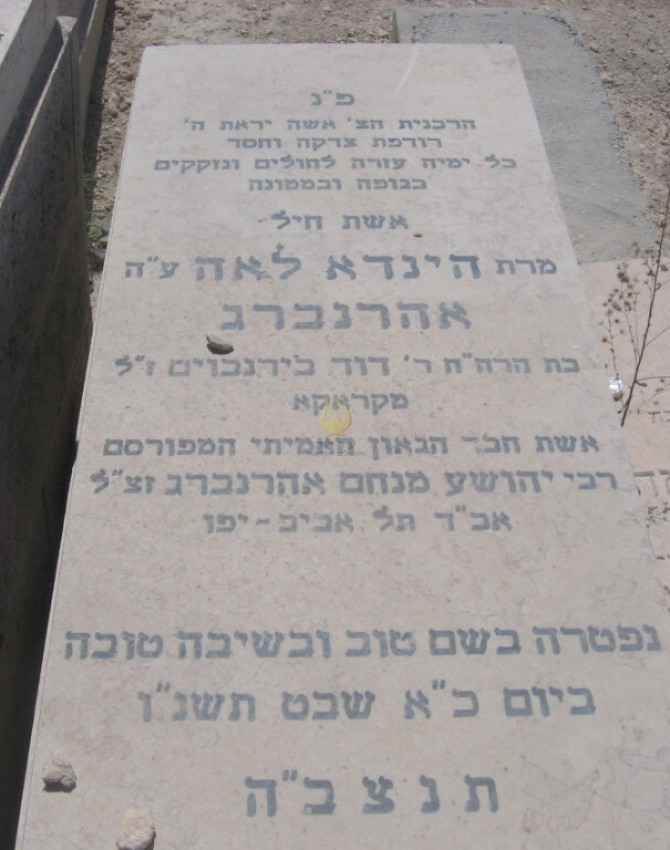 פ"נ
הרבנית הצ' אשה יראת ה'
רודפת צדקה וחסד
כל ימיה עזרה לחולים ונזקקים
בגופה ובממונה
אשת חיל
מרת הינדא לאה ע"ה
אהרנברג
בת הרה"ח ר' דוד בירנבוים ז"ל
מקראקא
אשת חבר הגאון האמיתי המפורסם
רבי יהושע מנחם אהרנברג זצ"ל
אב"ד תל אביב-יפו
נפטרה בשם טוב ובשיבה טובה
ביום כ"א שבט תשנ"ו
תנצב"ה